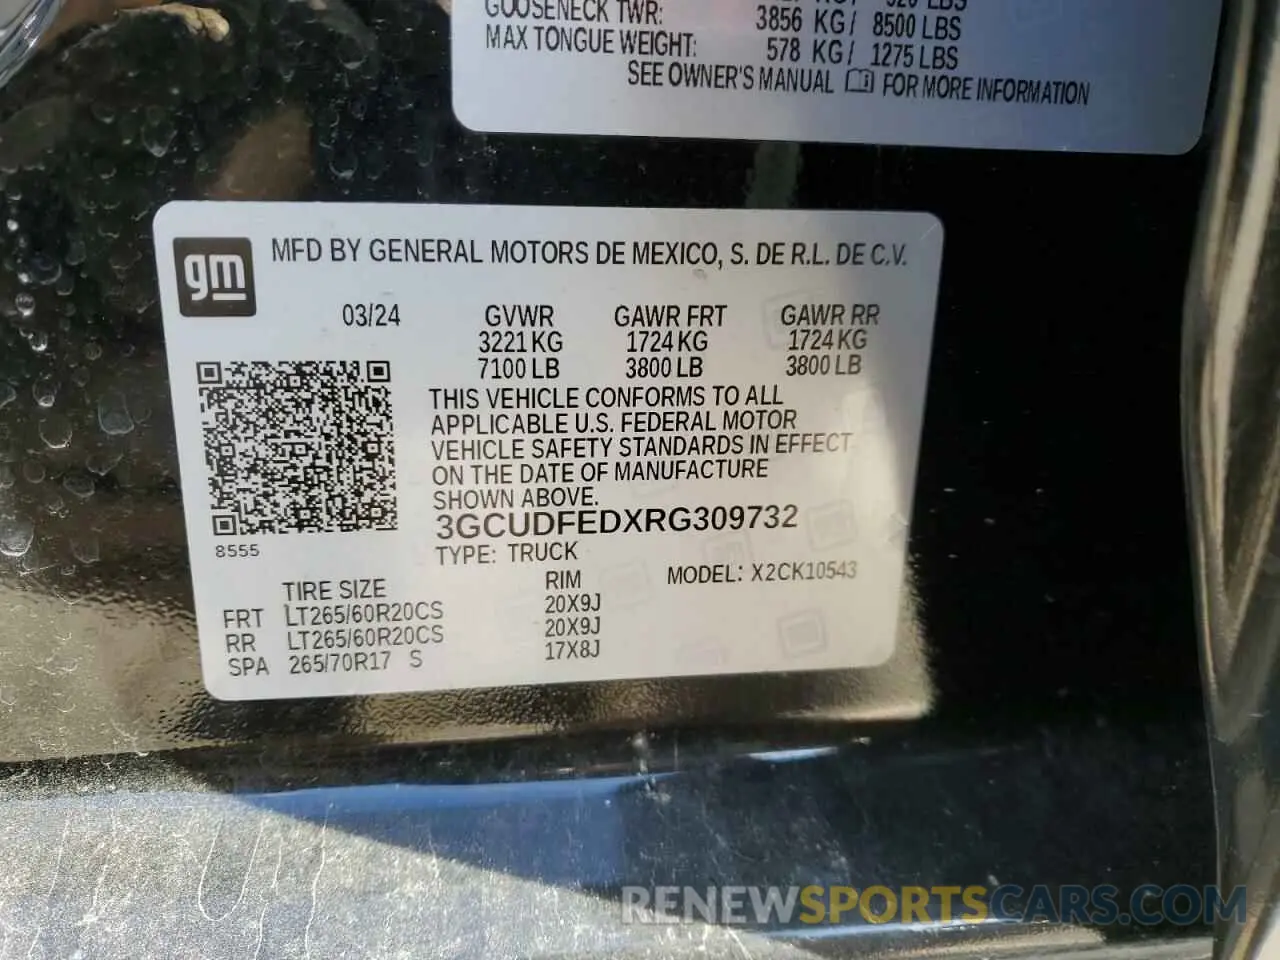 520 LBS
GOOSENECK TWR: 3856 KG/ 8500 LBS
MAX TONGUE WEIGHT: 578 KG/ 1275 LBS
SEE OWNER'S MANUAL FOR MORE INFORMATION
gm
MFD BY GENERAL MOTORS DE MEXICO, S. DE R.L. DE C.V.
03/24 GVWR GAWR FRT GAWR RR
3221 KG 1724 KG 1724 KG
7100 LB 3800 LB 3800 LB
THIS VEHICLE CONFORMS TO ALL
APPLICABLE U.S. FEDERAL MOTOR
VEHICLE SAFETY STANDARDS IN EFFECT
ON THE DATE OF MANUFACTURE
SHOWN ABOVE.
3GCUDFEDXRG309732
8555
TYPE: TRUCK
MODEL: X2CK10543
TIRE SIZE RIM
FRT LT265/60R20CS 20X9J
RR LT265/60R20CS 20X9J
SPA 265/70R17 S 17X8J
RENEWSPORTSCARS.COM